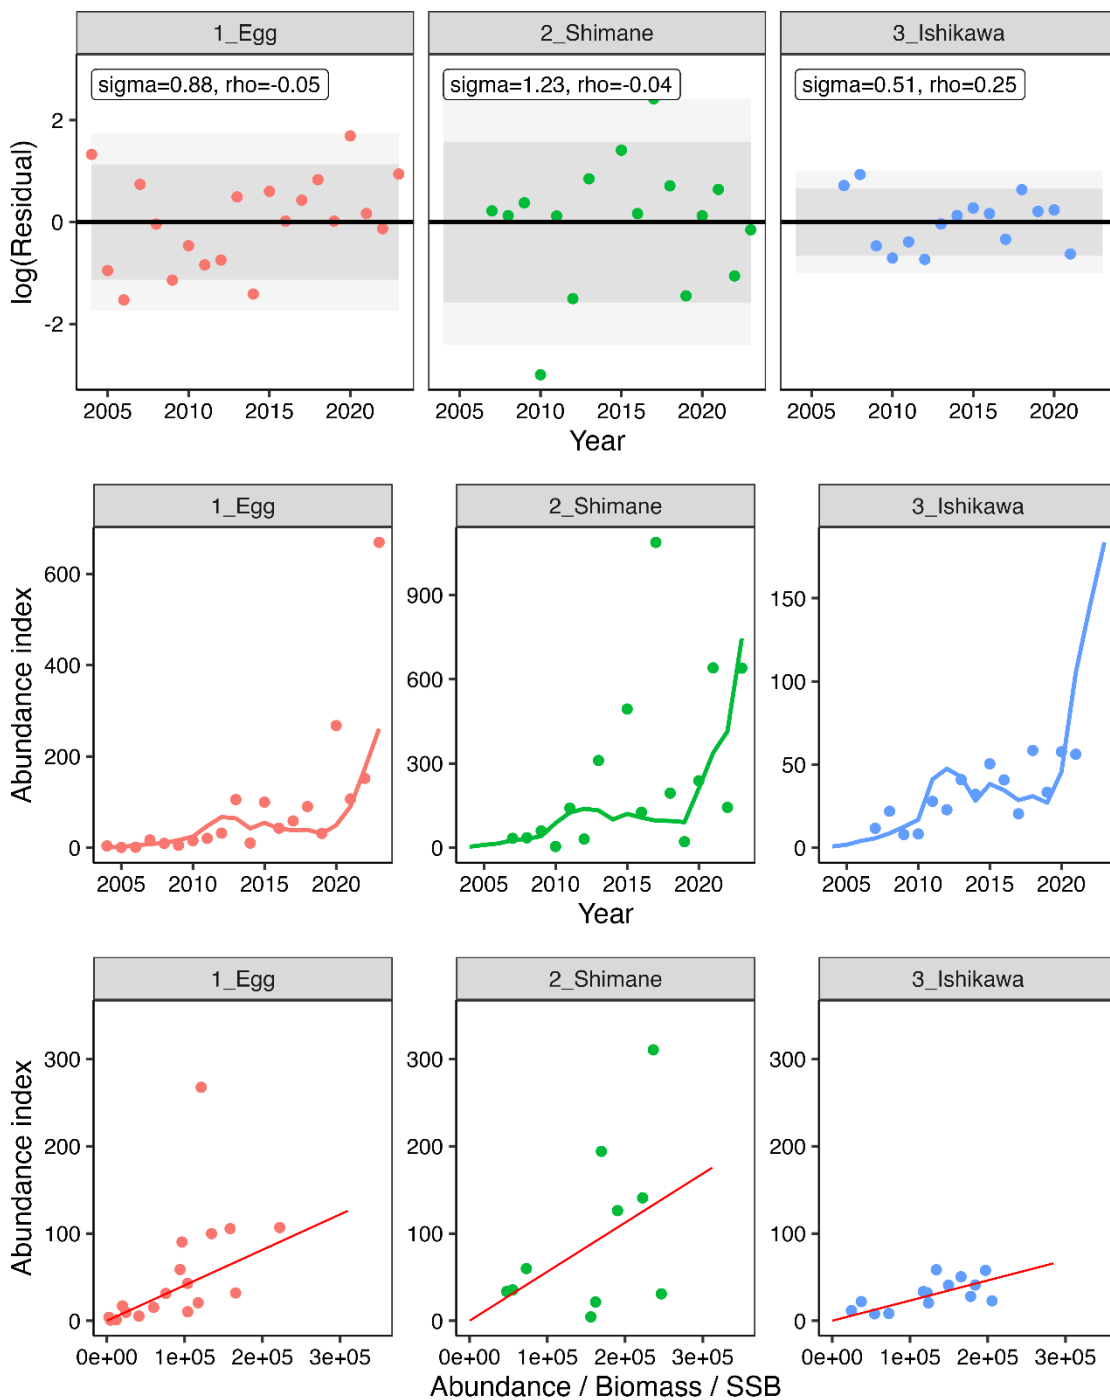 1_Egg 2_Shimane 3_Ishikawa
sigma=0.88, rho=-0.05 sigma=1.23, rho=-0.04 sigma=0.51, rho=0.25
log(Residual)
2
0
-2
2005 2010 2015 2020 2005 2010 2015 2020 2005 2010 2015 2020
Year
1_Egg 2_Shimane 3_Ishikawa
Abundance index
600
400
200
0
900
600
300
0
150
100
50
0
2005 2010 2015 2020 2005 2010 2015 2020 2005 2010 2015 2020
Year
1_Egg 2_Shimane 3_Ishikawa
Abundance index
300
200
100
0
300
200
100
0
300
200
100
0
0e+00 1e+05 2e+05 3e+05 0e+00 1e+05 2e+05 3e+05 0e+00 1e+05 2e+05 3e+05
Abundance / Biomass / SSB